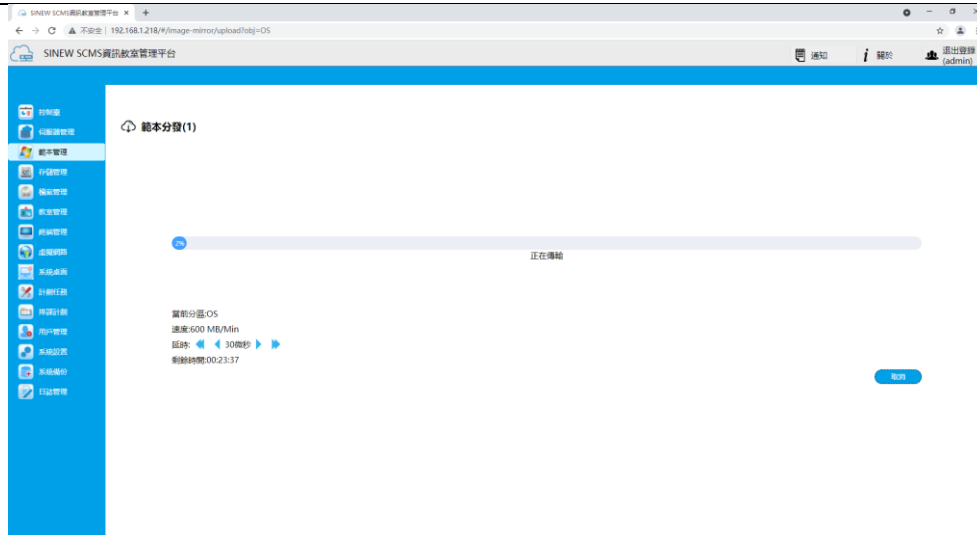 SINEW SCMS資訊教室管理平台
不安全 | 192.168.1.218/#/image-mirror/upload?obj=OS
SINEW SCMS資訊教室管理平台
通知
關於
退出登錄
(admin)
控制臺
伺服器管理
範本管理
存儲管理
檔案管理
教室管理
終端管理
虛擬網路
系統桌面
計劃任務
排課計劃
用戶管理
系統設置
系統備份
日誌管理
範本分發(1)
2%
正在傳輸
當前分區:OS
速度:600 MB/Min
延時: 30微秒
剩餘時間:00:23:37
取消